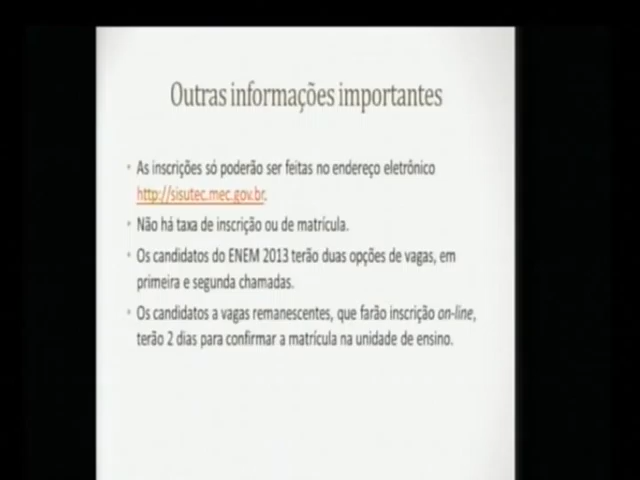 Outras informações importantes
• As inscrições só poderão ser feitas no endereço eletrônico
http://sisutec.mec.gov.br.
• Não há taxa de inscrição ou de matrícula.
• Os candidatos do ENEM 2013 terão duas opções de vagas, em
primeira e segunda chamadas.
• Os candidatos a vagas remanescentes, que farão inscrição on-line,
terão 2 dias para confirmar a matrícula na unidade de ensino.